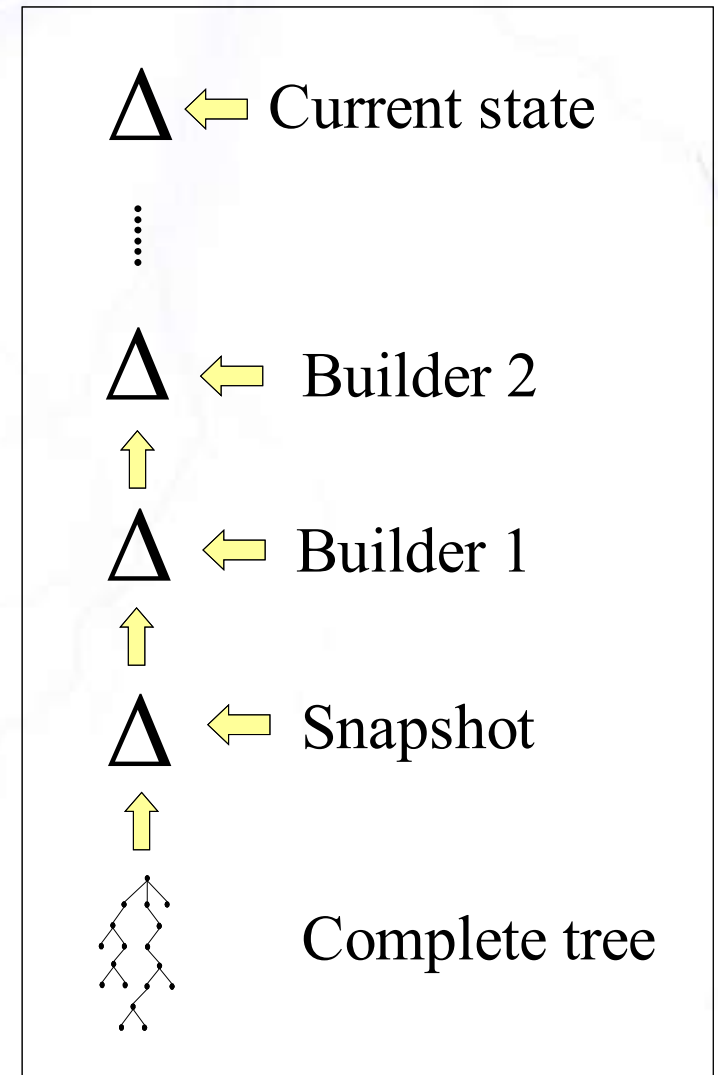 Δ Current state
Δ Builder 2
Δ Builder 1
Δ Snapshot
Complete tree